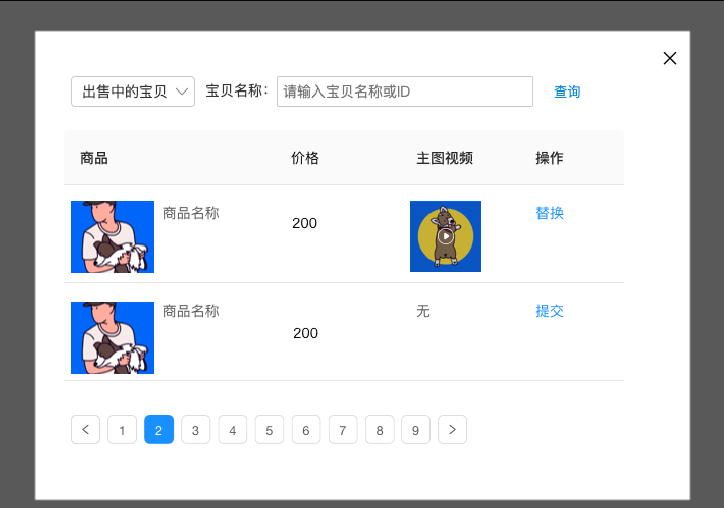 出售中的宝贝 宝贝名称: 请输入宝贝名称或ID 查询
商品 价格 主图视频 操作
商品名称 200 替换
商品名称 200 无 提交
< 1 2 3 4 5 6 7 8 9 >